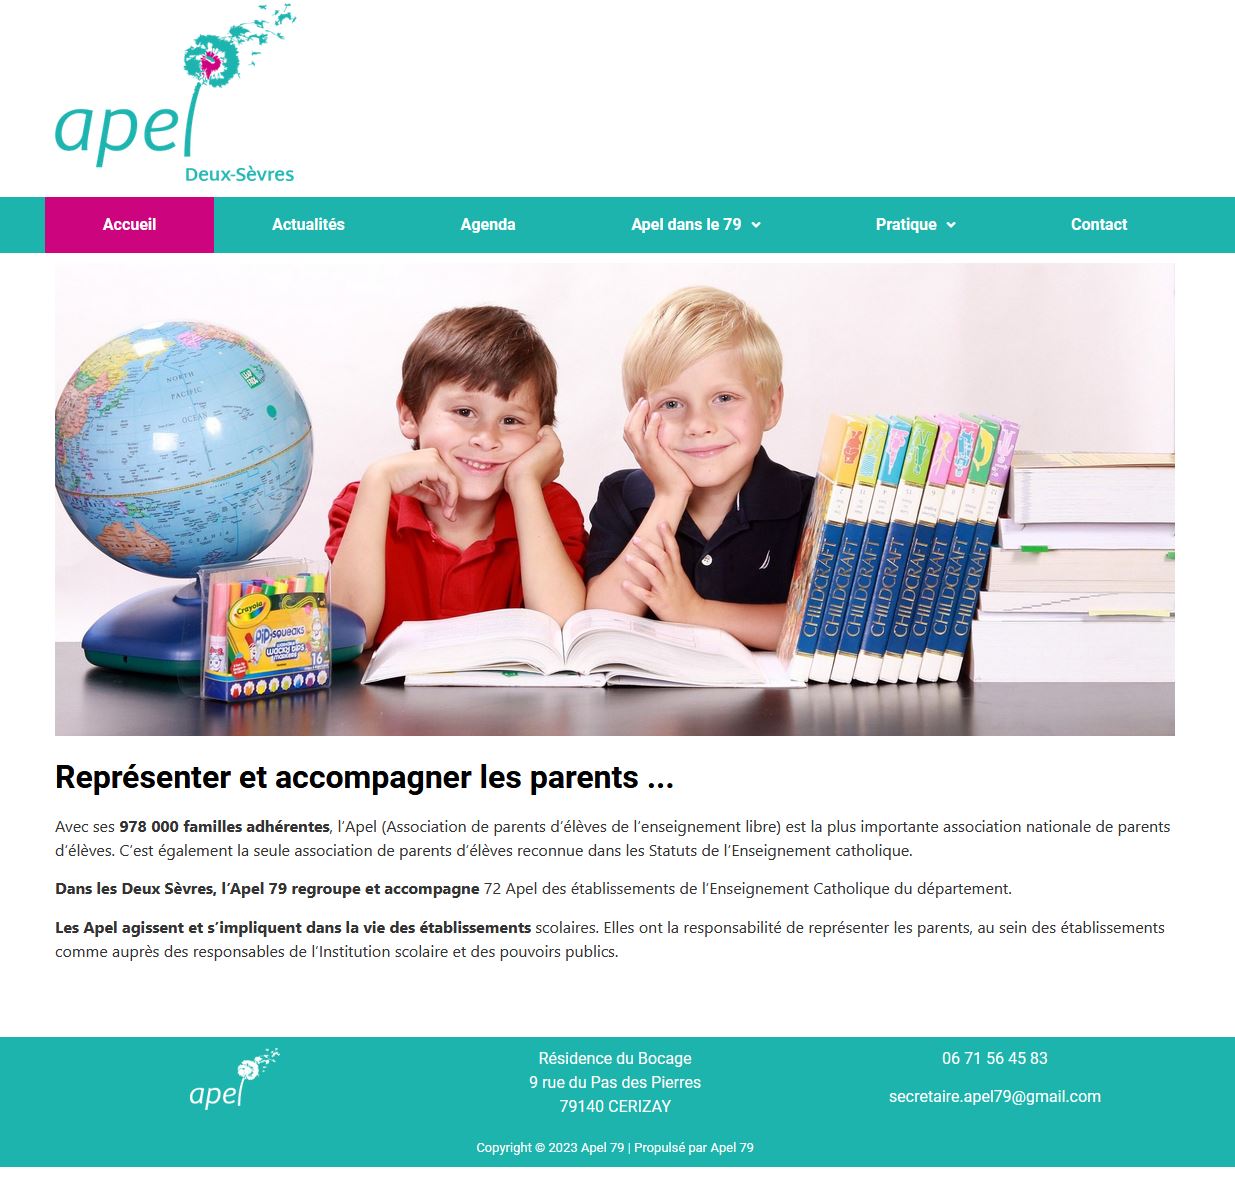 apel
Deux-Sèvres
Accueil
Actualités
Agenda
Apel dans le 79
Pratique
Contact
NORTH
PACIFIC
OCEAN
OCEANIA
Crayola
PIP-SQUEAKS
WACKY TIPS
MARKERS
16
CHILDCRAFT
CHILDCRAFT
CHILDCRAFT
CHILDCRAFT
CHILDCRAFT
CHILDCRAFT
CHILDCRAFT
Représenter et accompagner les parents ...
Avec ses 978 000 familles adhérentes, l’Apel (Association de parents d’élèves de l’enseignement libre) est la plus importante association nationale de parents
d’élèves. C’est également la seule association de parents d’élèves reconnue dans les Statuts de l’Enseignement catholique.
Dans les Deux Sèvres, l’Apel 79 regroupe et accompagne 72 Apel des établissements de l’Enseignement Catholique du département.
Les Apel agissent et s’impliquent dans la vie des établissements scolaires. Elles ont la responsabilité de représenter les parents, au sein des établissements
comme auprès des responsables de l’Institution scolaire et des pouvoirs publics.
apel
Résidence du Bocage
9 rue du Pas des Pierres
79140 CERIZAY
06 71 56 45 83
secretaire.apel79@gmail.com
Copyright © 2023 Apel 79 | Propulsé par Apel 79